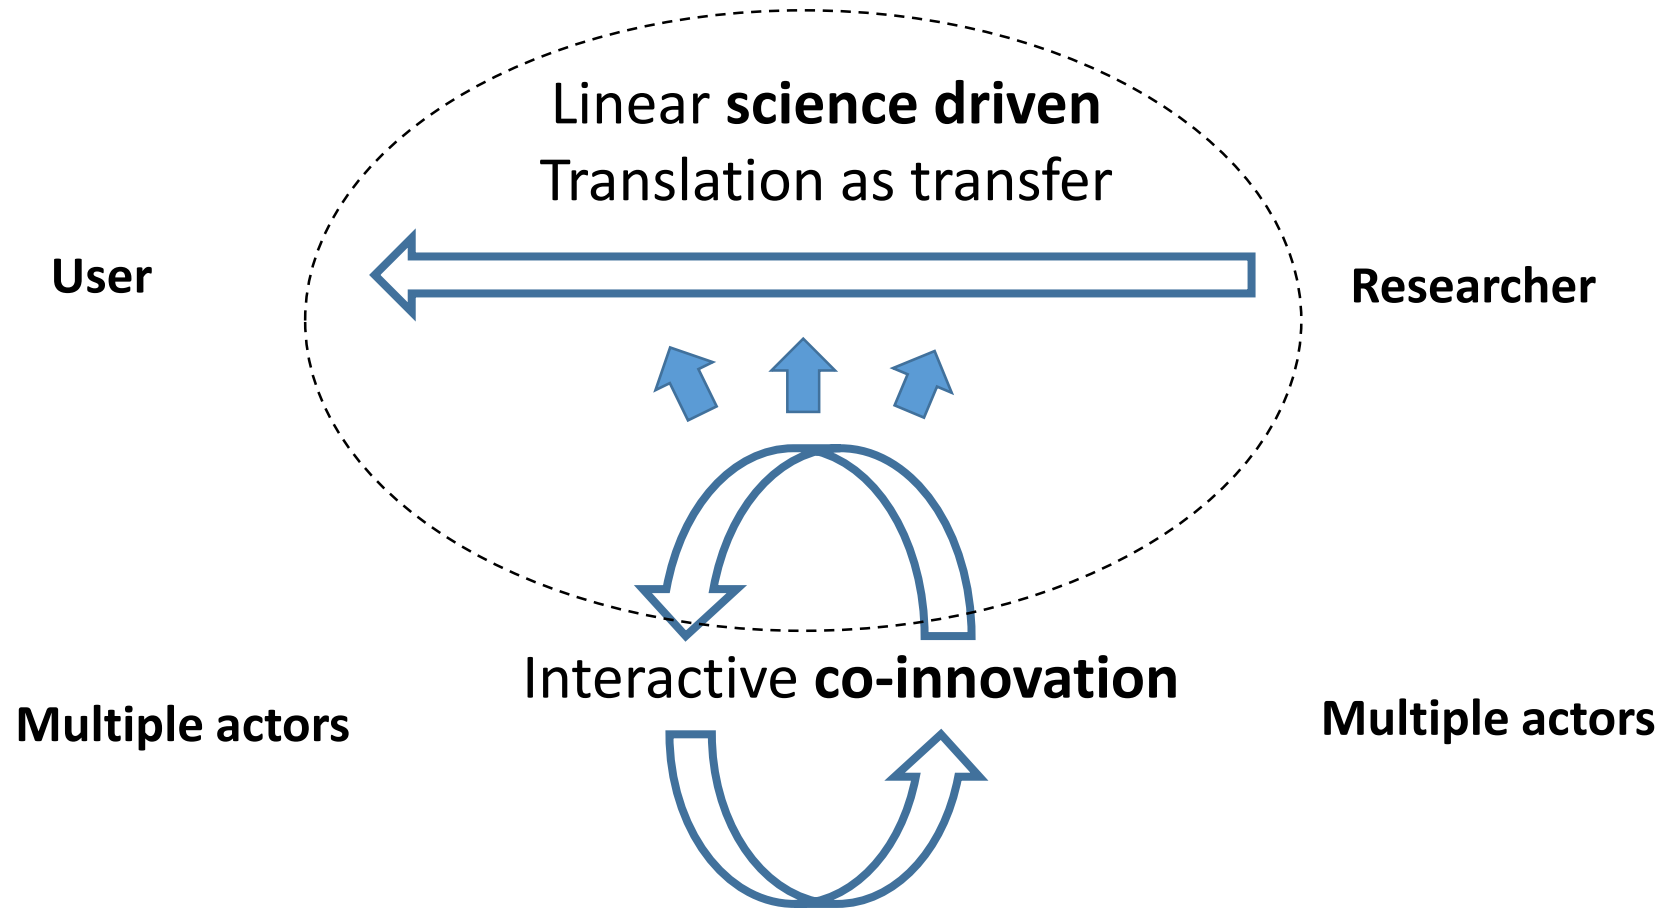 Linear science driven
Translation as transfer
User
Researcher
Interactive co-innovation
Multiple actors
Multiple actors